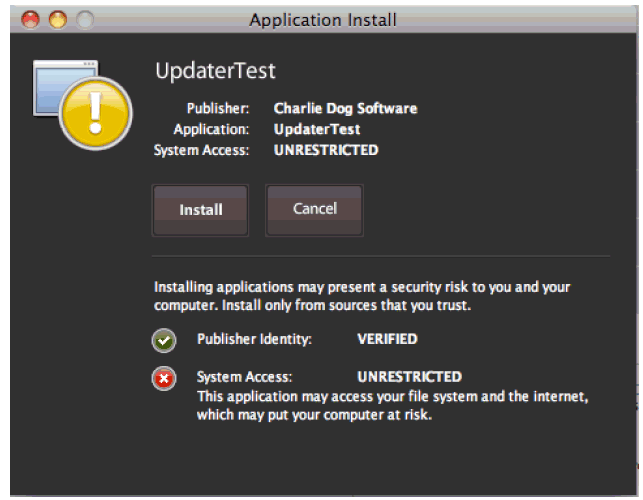 Application Install
UpdaterTest
Publisher: Charlie Dog Software
Application: UpdaterTest
System Access: UNRESTRICTED
Install Cancel
Installing applications may present a security risk to you and your
computer. Install only from sources that you trust.
Publisher Identity: VERIFIED
System Access: UNRESTRICTED
This application may access your file system and the internet,
which may put your computer at risk.